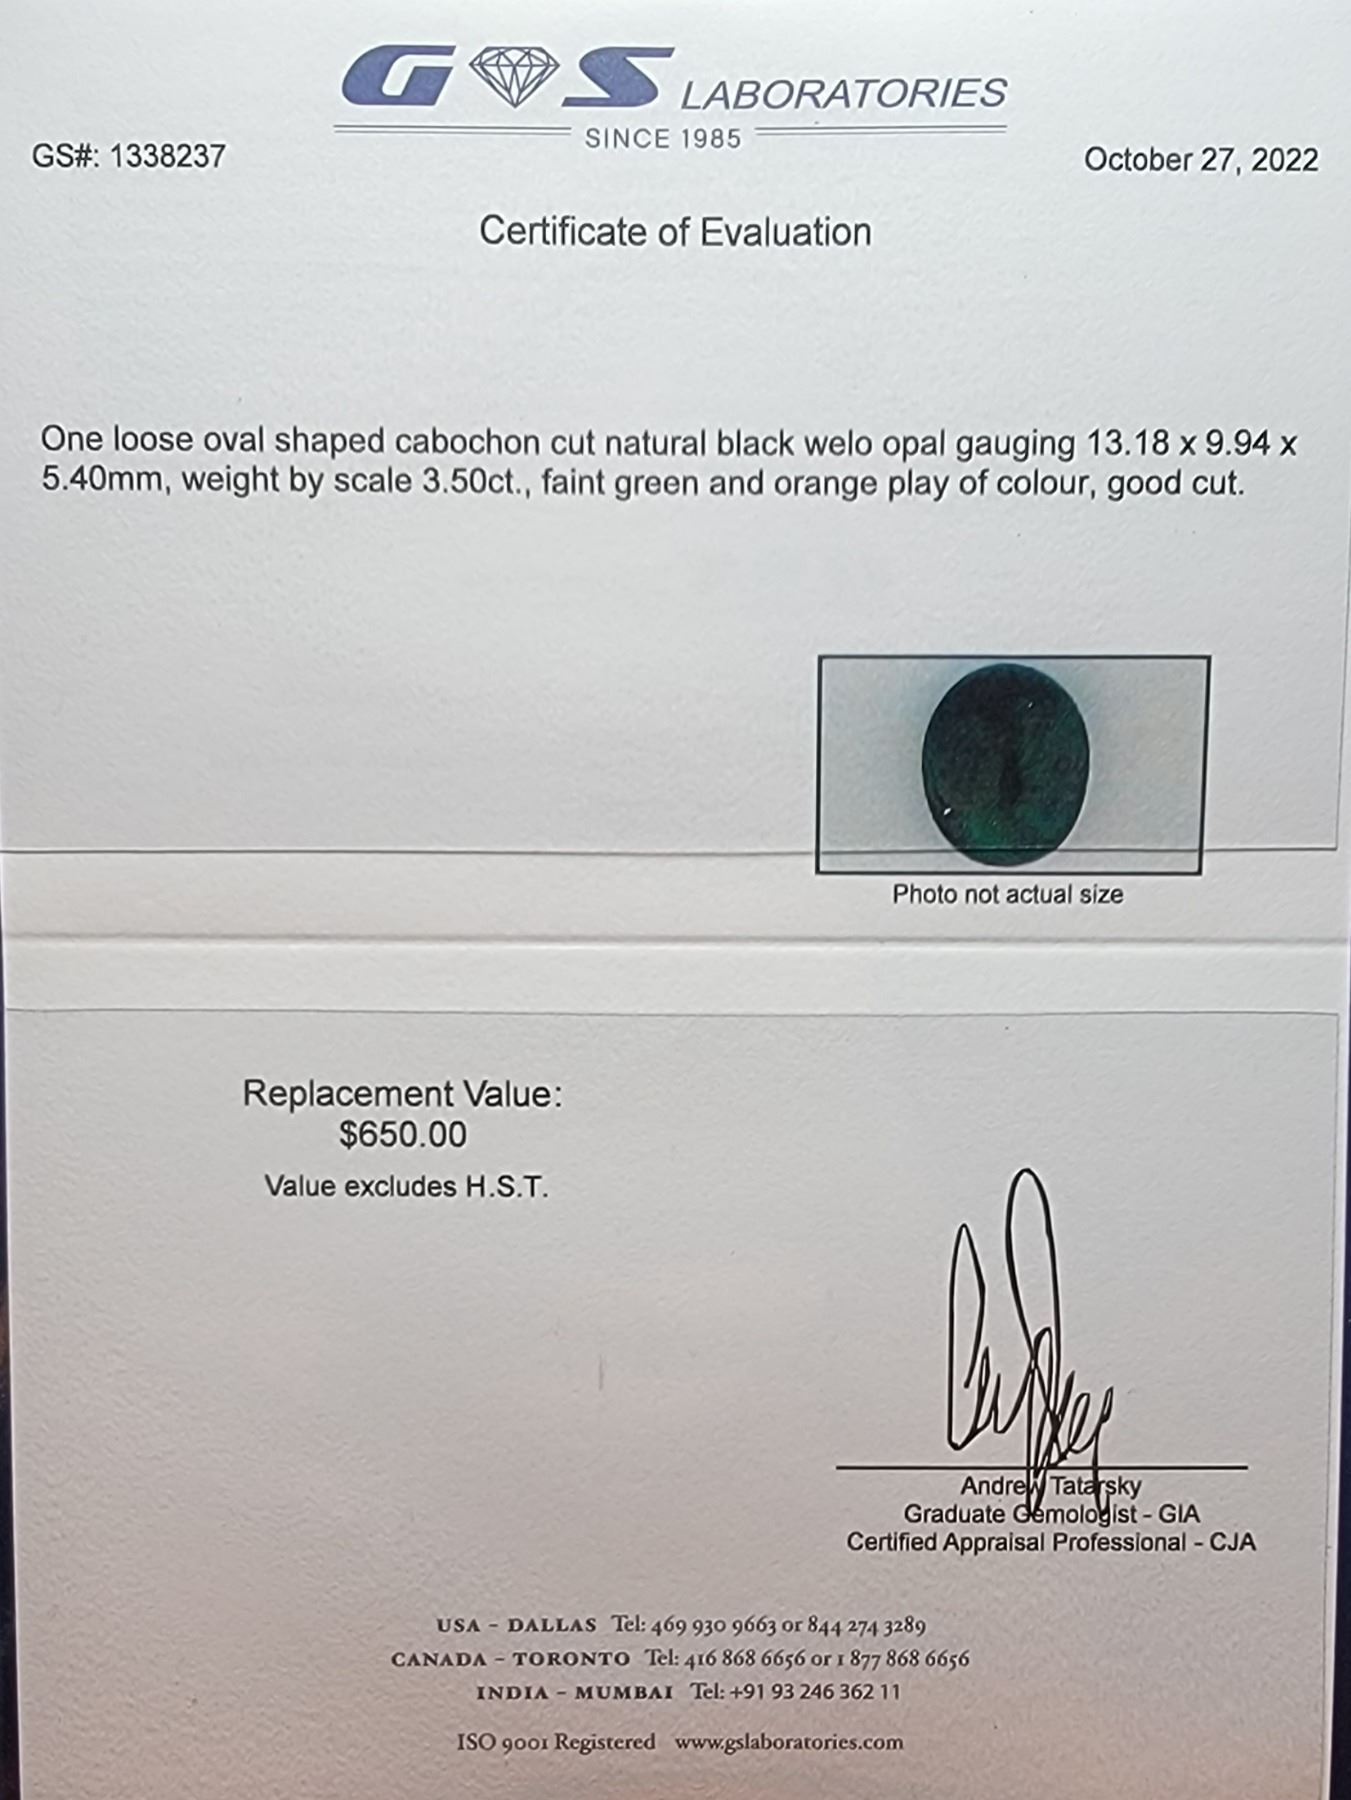 GS LABORATORIES
SINCE 1985
GS#: 1338237
October 27, 2022
Certificate of Evaluation
One loose oval shaped cabochon cut natural black welo opal gauging 13.18 x 9.94 x
5.40mm, weight by scale 3.50ct., faint green and orange play of colour, good cut.
Photo not actual size
Replacement Value:
$650.00
Value excludes H.S.T.
Andrew Tatarsky
Graduate Gemologist - GIA
Certified Appraisal Professional - CJA
USA - DALLAS Tel: 469 930 9663 or 844 274 3289
CANADA - TORONTO Tel: 416 868 6656 or 1 877 868 6656
INDIA - MUMBAI Tel: +91 93 246 362 11
ISO 9001 Registered www.gslaboratories.com